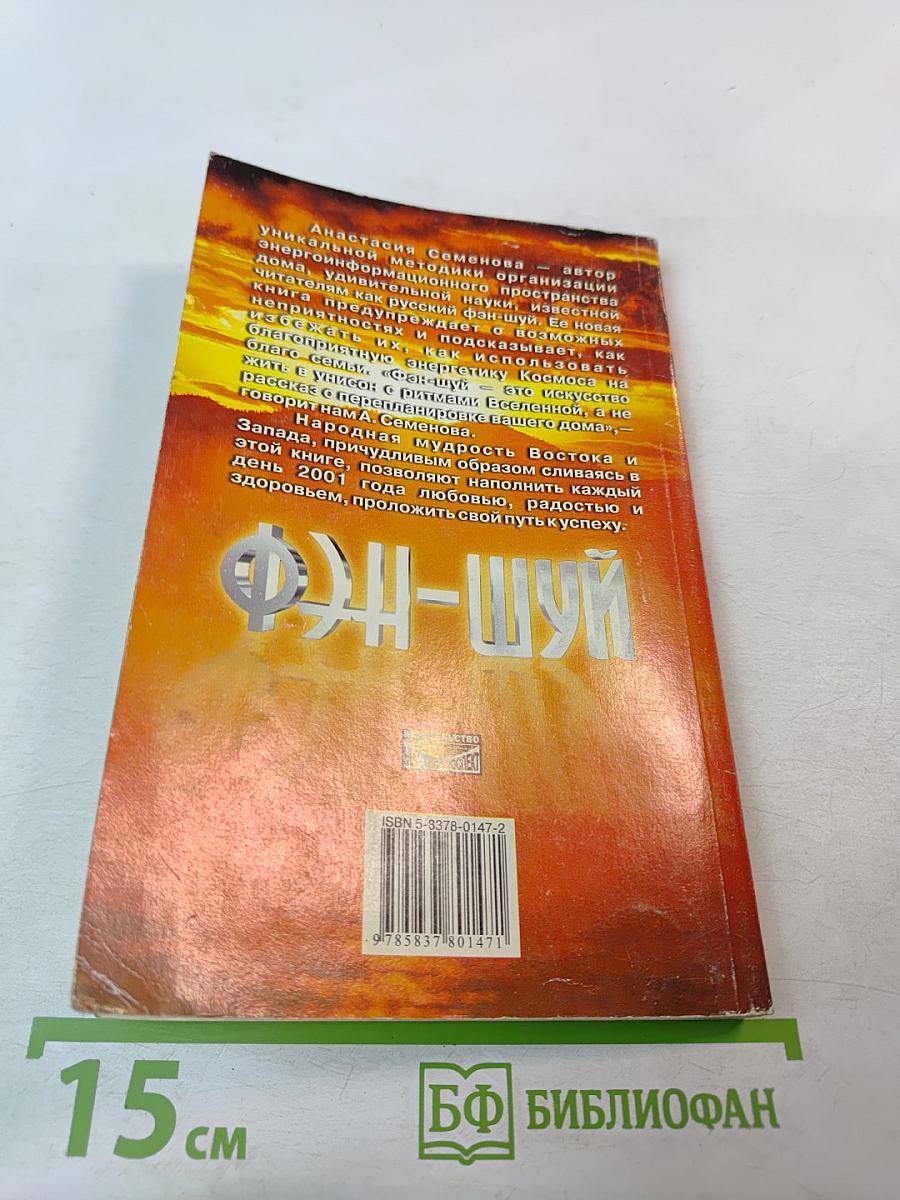 Анастасия Семенова — автор
уникальной методики организации
энергоинформационного пространства
дома, удивительной науки, известной
читателям как русский фэн-шуй. Ее новая
книга предупреждает о возможных
неприятностях и подсказывает, как
избежать их, как использовать
благоприятную энергетику Космоса на
благо семьи. «Фэн-шуй — это искусство
жить в унисон с ритмами Вселенной, а не
рассказ о перепланировке вашего дома», —
говорит нам А. Семенова.
Народная мудрость Востока и
Запада, причудливым образом сливаясь в
этой книге, позволяют наполнить каждый
день 2001 года любовью, радостью и
здоровьем, проложить свой путь к успеху.
ФЭН-ШУЙ
ISBN 5-8378-0147-2
9 785837 801471
15 см
БФ БИБЛИОФАН